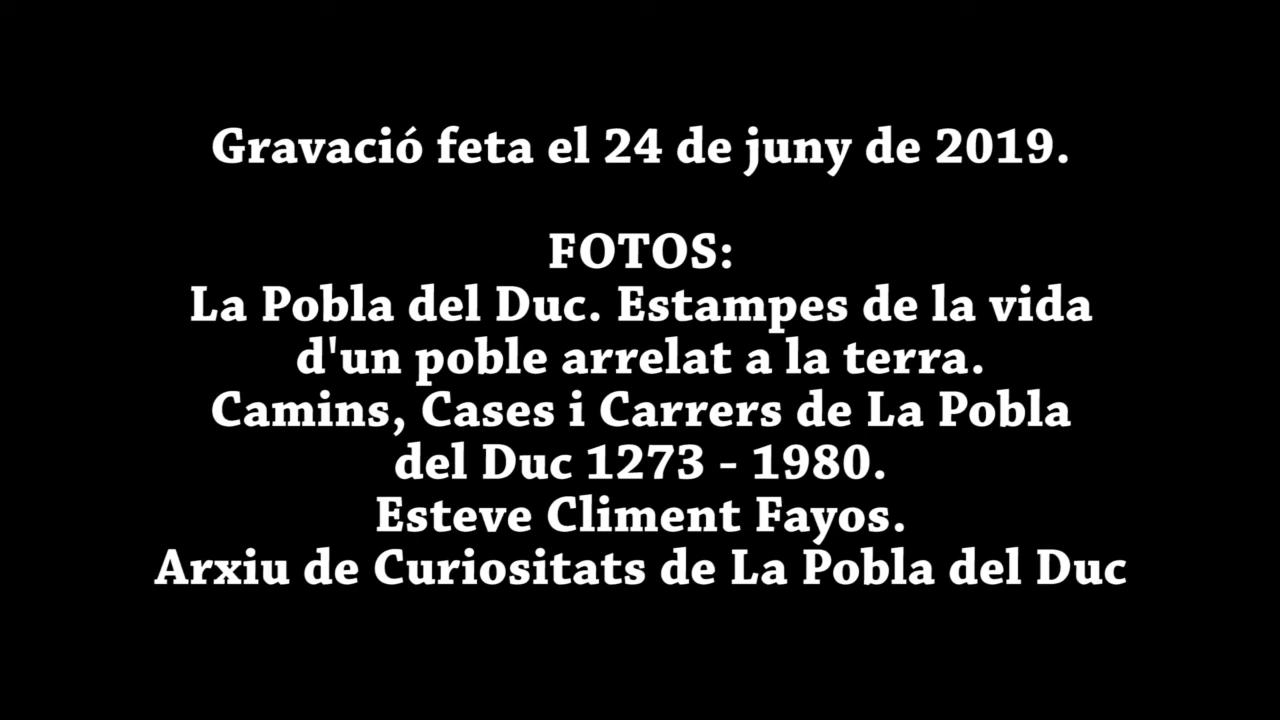 Gravació feta el 24 de juny de 2019.
FOTOS:
La Pobla del Duc. Estampes de la vida
d'un poble arrelat a la terra.
Camins, Cases i Carrers de La Pobla
del Duc 1273 - 1980.
Esteve Climent Fayos.
Arxiu de Curiositats de La Pobla del Duc